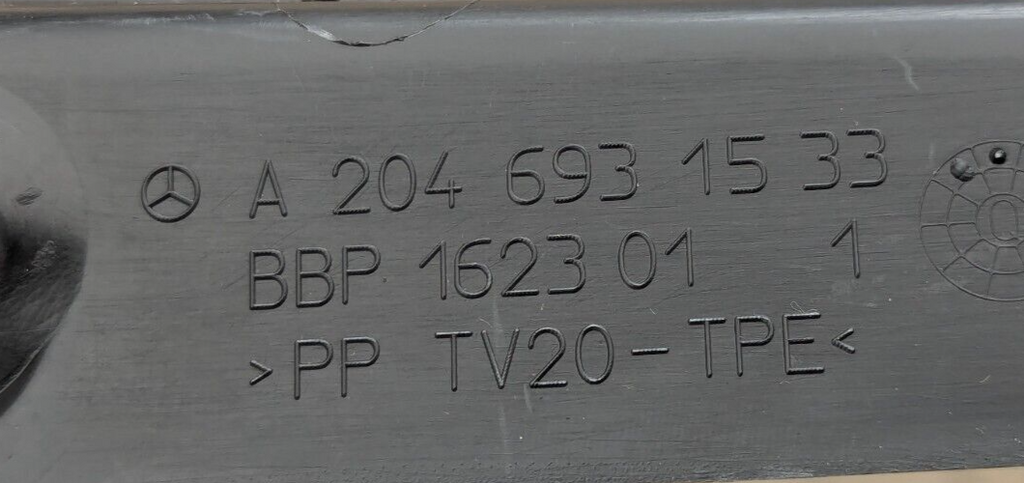 A 204 693 15 33
BBP 1623 01 1
>PP TV20-TPE<
Q